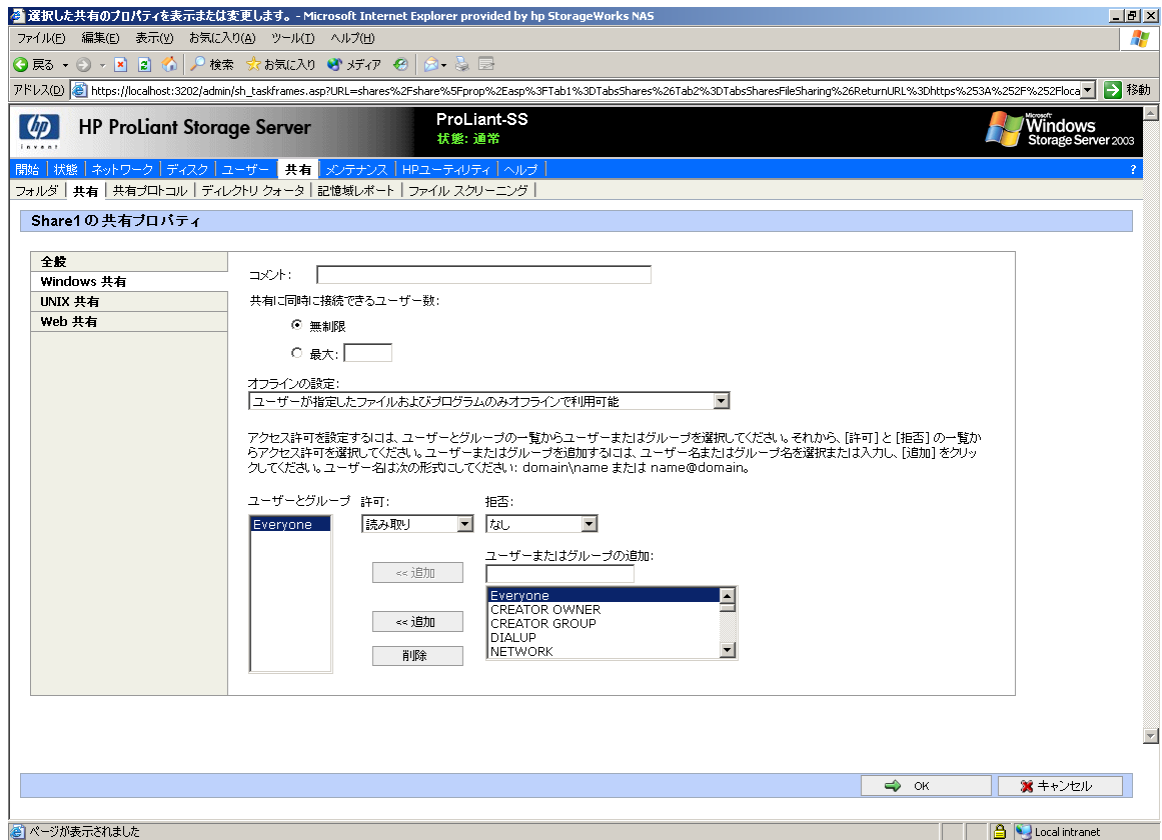 選択した共有のプロパティを表示または変更します。 - Microsoft Internet Explorer provided by hp StorageWorks NAS
ファイル(F) 編集(E) 表示(V) お気に入り(A) ツール(T) ヘルプ(H)
戻る 検索 お気に入り メディア
アドレス(D) https://localhost:3202/admin/sh_taskframes.asp?URL=shares%2Fshare%5Fprop%2Easp%3FTab1%3DTabsShares%26Tab2%3DTabsSharesFileSharing%26ReturnURL%3Dhttps%253A%252F%252Floca 移動
hp invent HP ProLiant Storage Server
ProLiant-SS
状態: 通常
Microsoft Windows Storage Server 2003
開始 状態 ネットワーク ディスク ユーザー 共有 メンテナンス HPユーティリティ ヘルプ ?
フォルダ 共有 共有プロトコル ディレクトリ クォータ 記憶域レポート ファイル スクリーニング
Share1 の 共有プロパティ
全般
Windows 共有
UNIX 共有
Web 共有
コメント:
共有に同時に接続できるユーザー数:
無制限
最大:
オフラインの設定:
ユーザーが指定したファイルおよびプログラムのみオフラインで利用可能
アクセス許可を設定するには、ユーザーとグループの一覧からユーザーまたはグループを選択してください。それから、[許可] と [拒否] の一覧か
らアクセス許可を選択してください。ユーザーまたはグループを追加するには、ユーザー名またはグループ名を選択または入力し、[追加] をクリッ
クしてください。ユーザー名は次の形式にしてください: domain\name または name@domain。
ユーザーとグループ 許可: 拒否:
Everyone 読み取り なし
ユーザーまたはグループの追加:
<< 追加
Everyone
CREATOR OWNER
CREATOR GROUP
DIALUP
NETWORK
<< 追加
削除
OK キャンセル
ページが表示されました Local intranet